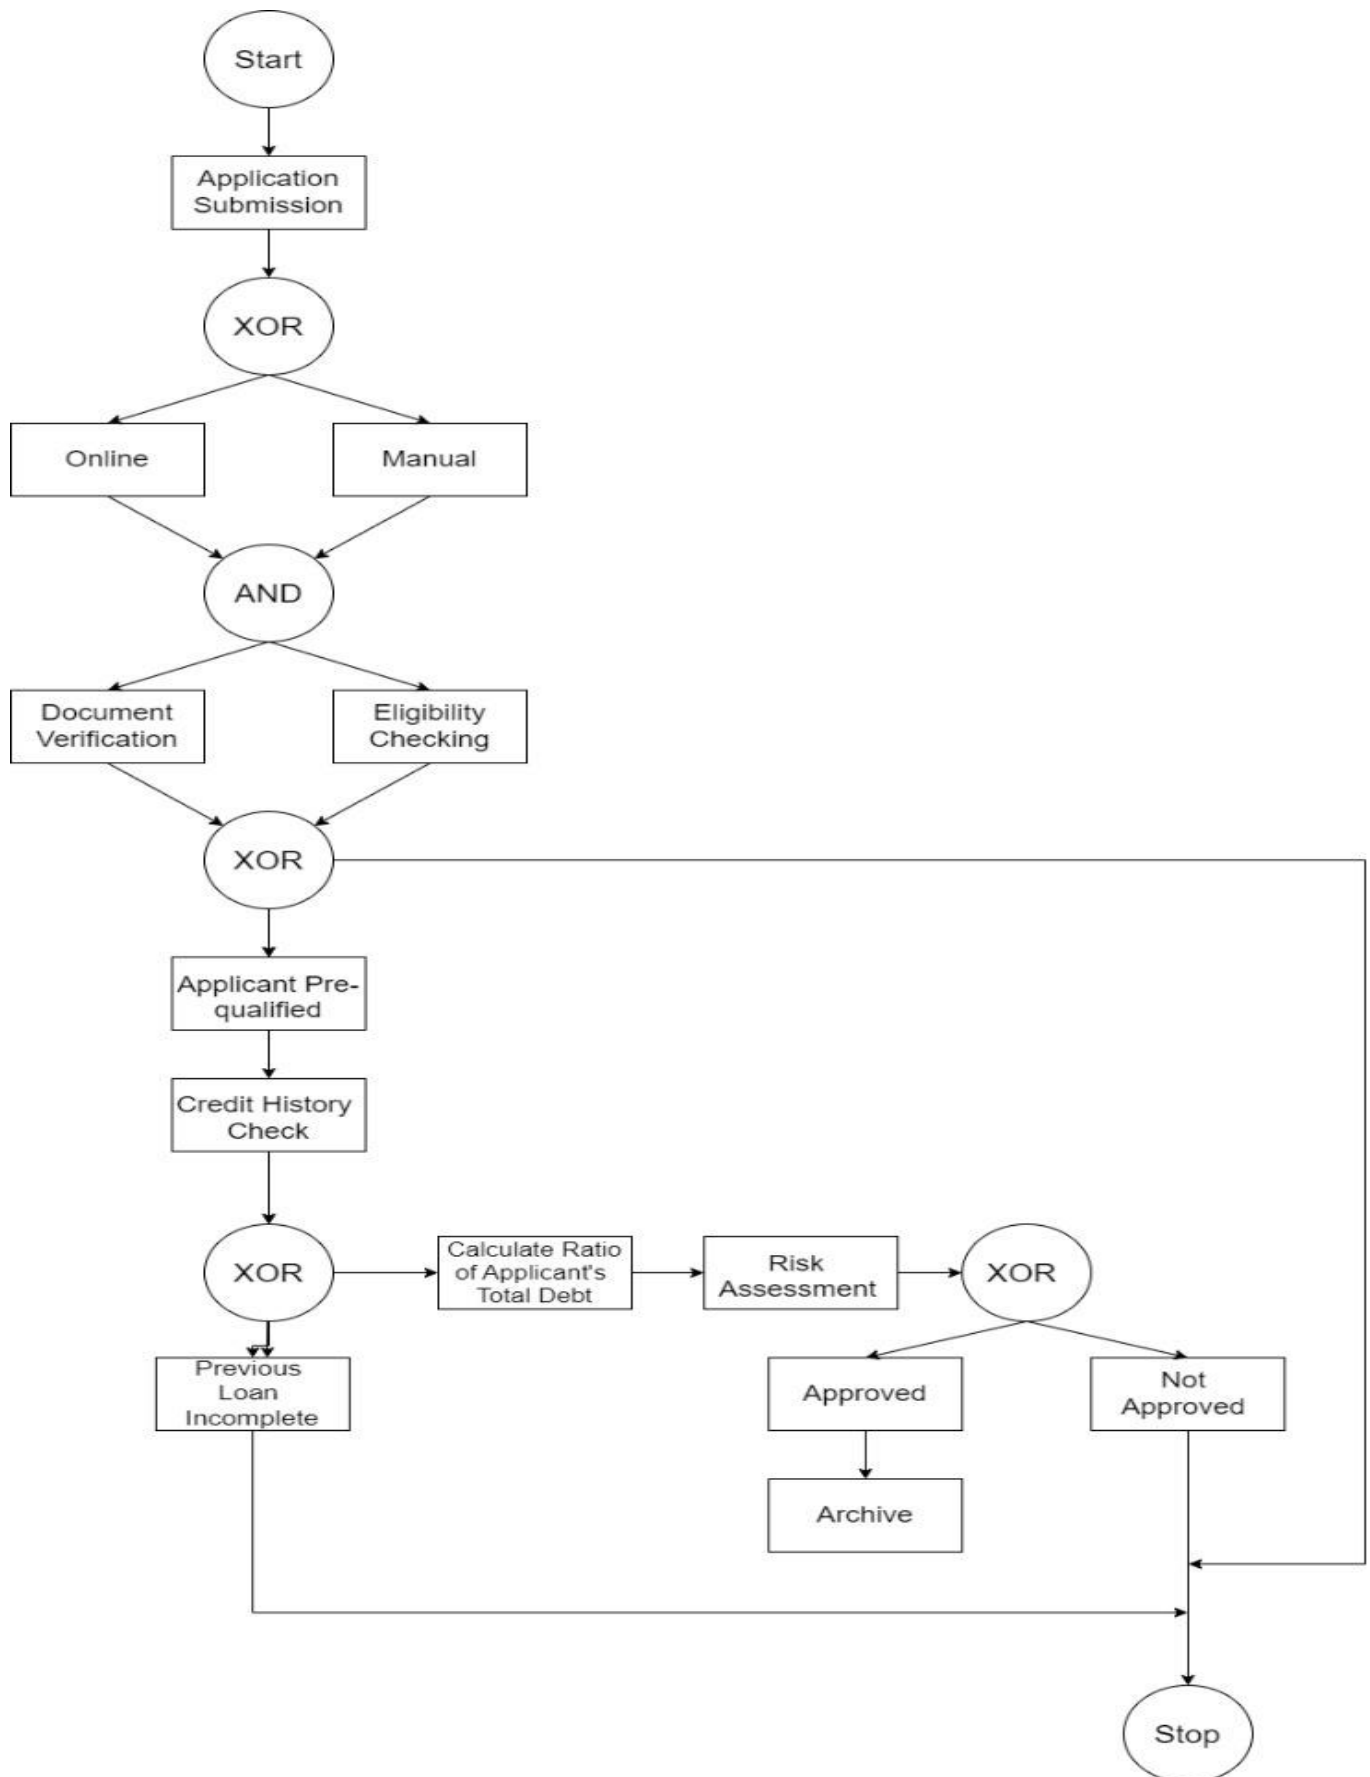 Start
Application
Submission
XOR
Online
Manual
AND
Document
Verification
Eligibility
Checking
XOR
Applicant Pre-
qualified
Credit History
Check
XOR
Calculate Ratio
of Applicant's
Total Debt
Risk
Assessment
XOR
Previous
Loan
Incomplete
Approved
Not
Approved
Archive
Stop